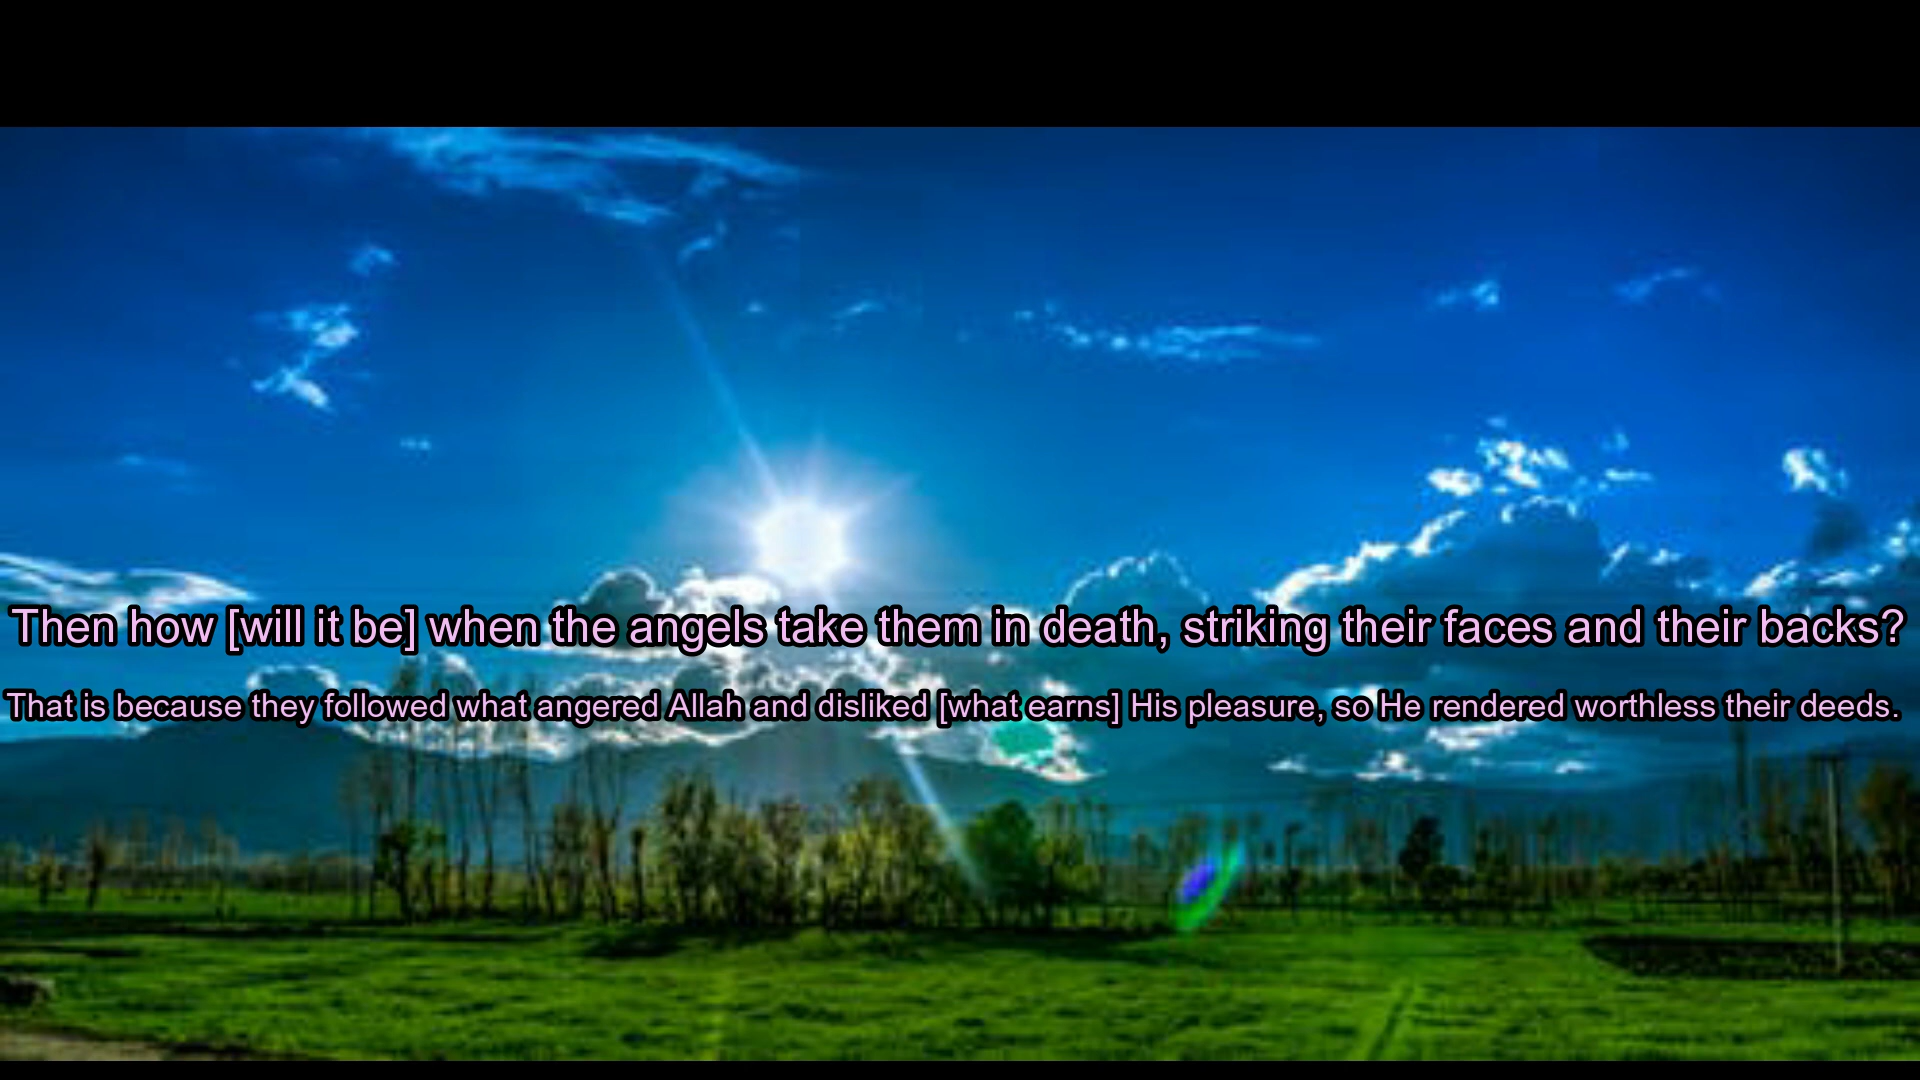 Then how [will it be] when the angels take them in death, striking their faces and their backs?
That is because they followed what angered Allah and disliked [what earns] His pleasure, so He rendered worthless their deeds.